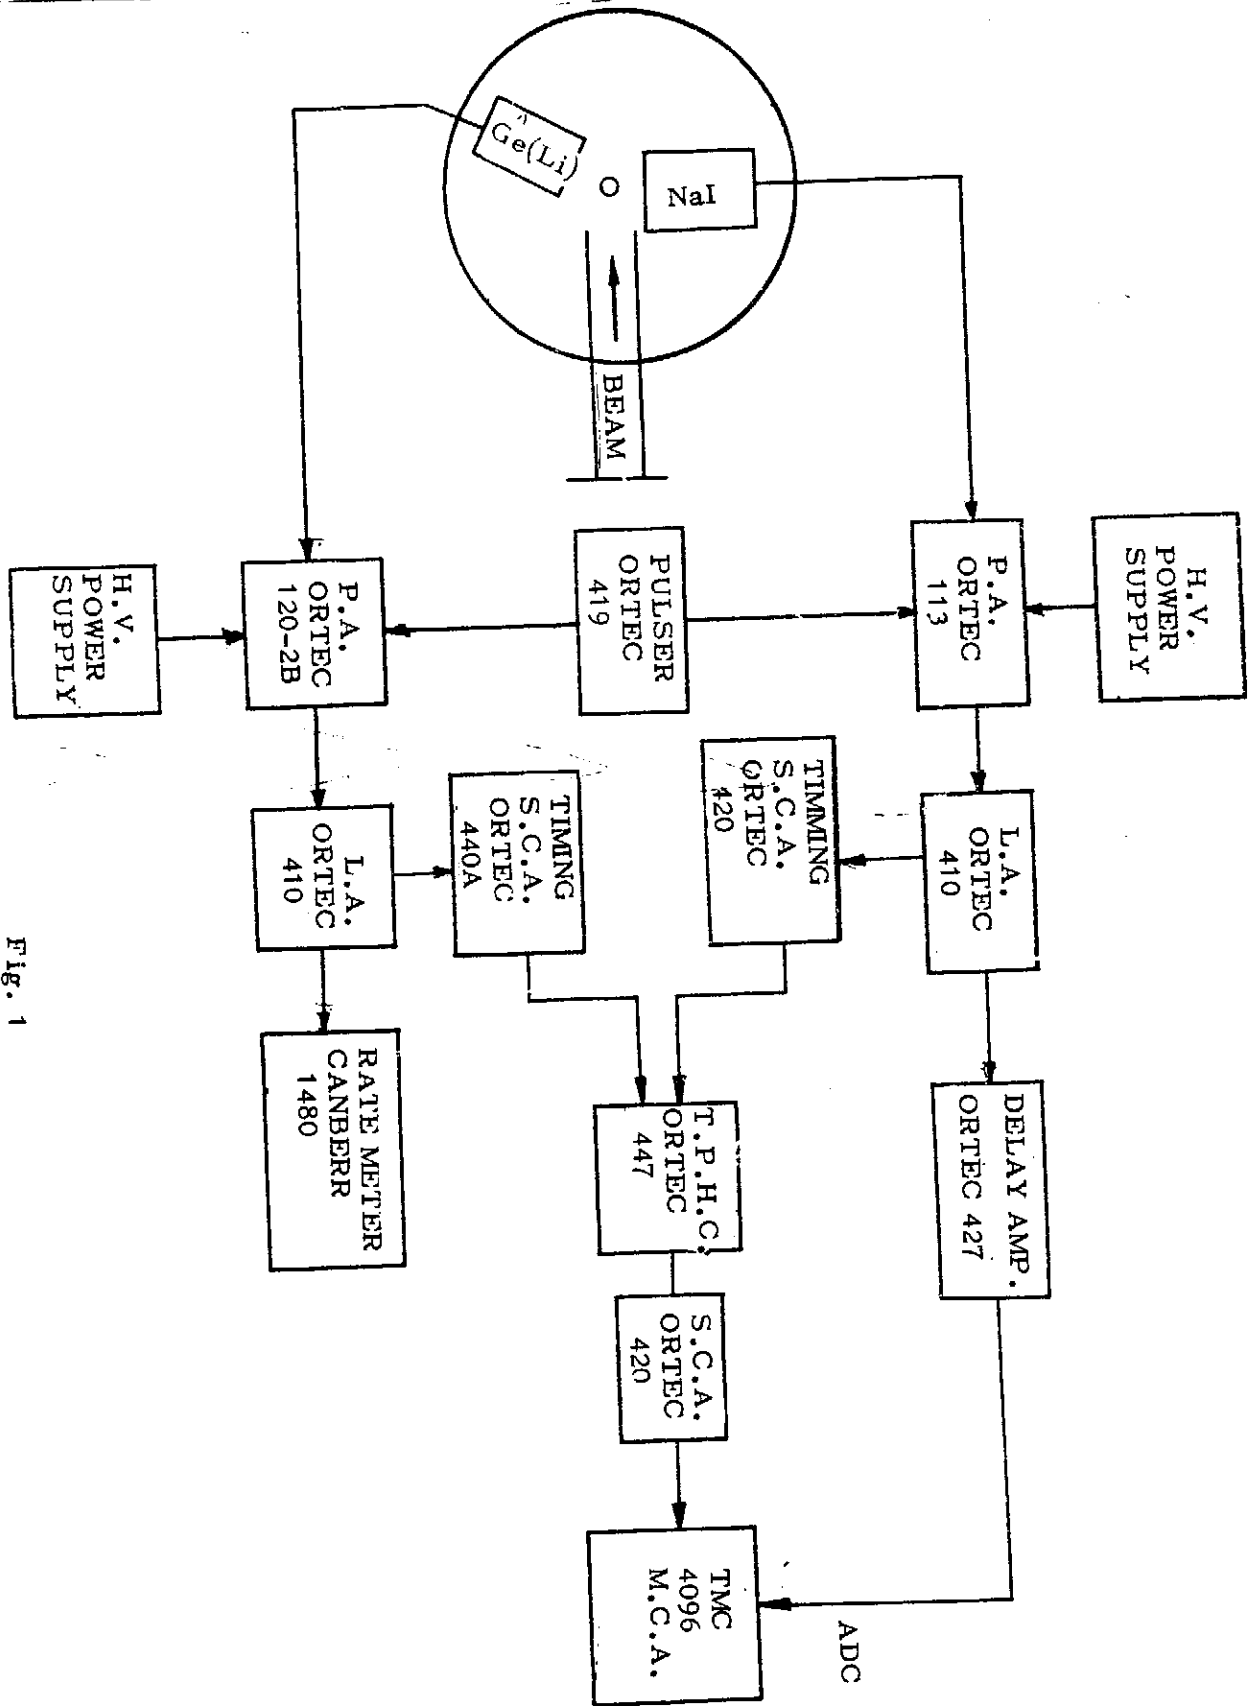 Ge(Li)
NaI
BEAM
H.V.
POWER
SUPPLY
P.A.
ORTEC
113
PULSER
ORTEC
419
P.A.
ORTEC
120-2B
H.V.
POWER
SUPPLY
L.A.
ORTEC
410
TIMMING
S.C.A.
ORTEC
420
TIMING
S.C.A.
ORTEC
440A
L.A.
ORTEC
410
DELAY AMP.
ORTEC 427
T.P.H.C.
ORTEC
447
RATE METER
CANBERR
1480
S.C.A.
ORTEC
420
ADC
TMC
4096
M.C.A.
Fig. 1